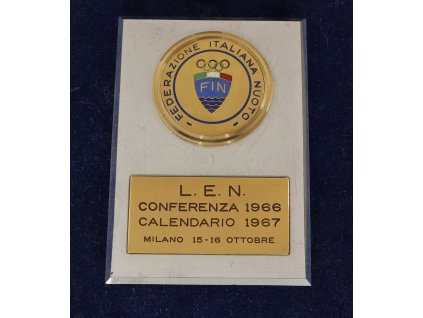 FEDERAZIONE ITALIANA NUOTO
FIN
L. E. N.
CONFERENZA 1966
CALENDARIO 1967
MILANO 15-16 OTTOBRE